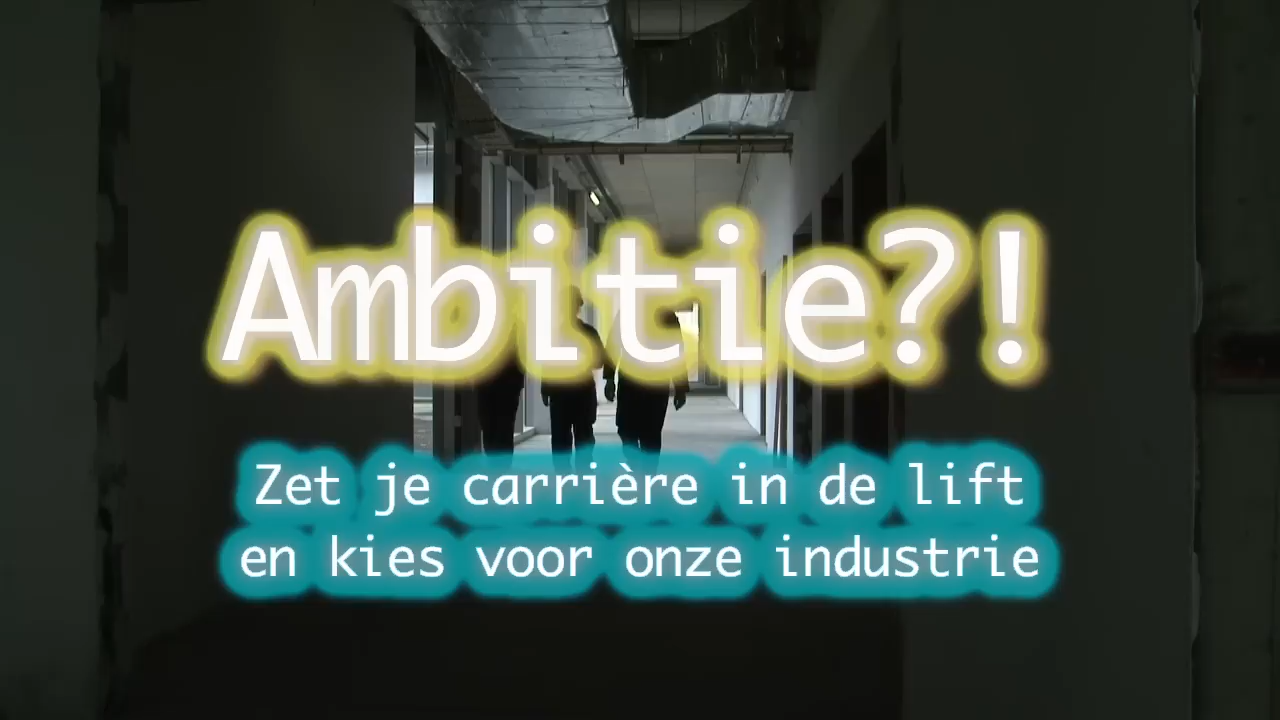 Ambitie?!
Zet je carrière in de lift
en kies voor onze industrie